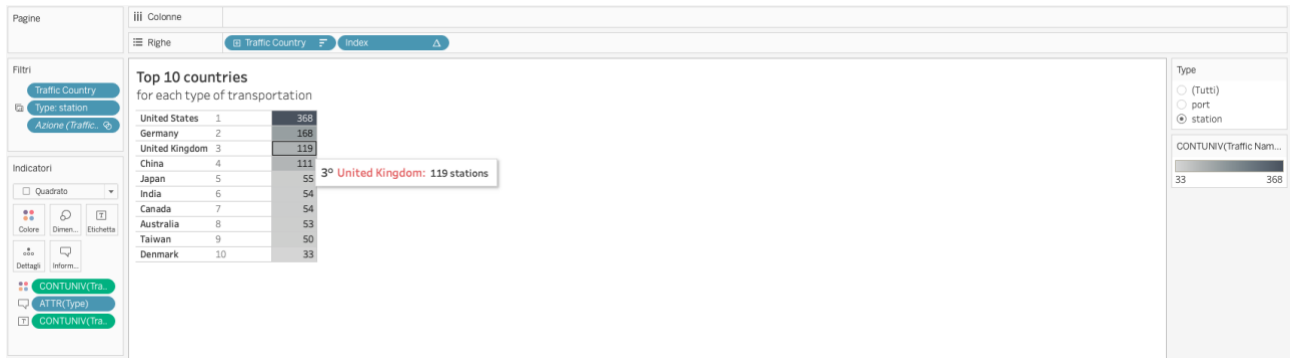 Pagine
Colonne
Righe
Traffic Country
Index
Filtri
Traffic Country
Type: station
Azione (Traffic..
Indicatori
Quadrato
Colore
Dimen...
Etichetta
Dettagli
Inform...
CONTUNIV(Tra..
ATTR(Type)
CONTUNIV(Tra..
Top 10 countries
for each type of transportation
United States 1 368
Germany 2 168
United Kingdom 3 119
China 4 111
Japan 5 55
India 6 54
Canada 7 54
Australia 8 53
Taiwan 9 50
Denmark 10 33
3° United Kingdom: 119 stations
Type
(Tutti)
port
station
CONTUNIV(Traffic Nam...
33 368